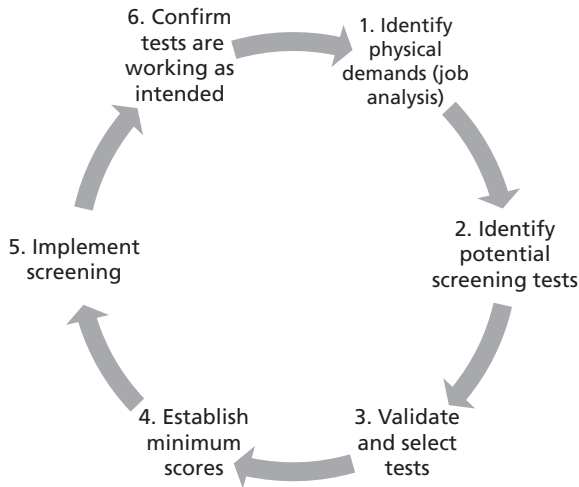 1. Identify
physical
demands (job
analysis)
2. Identify
potential
screening tests
3. Validate
and select
tests
4. Establish
minimum
scores
5. Implement
screening
6. Confirm
tests are
working as
intended